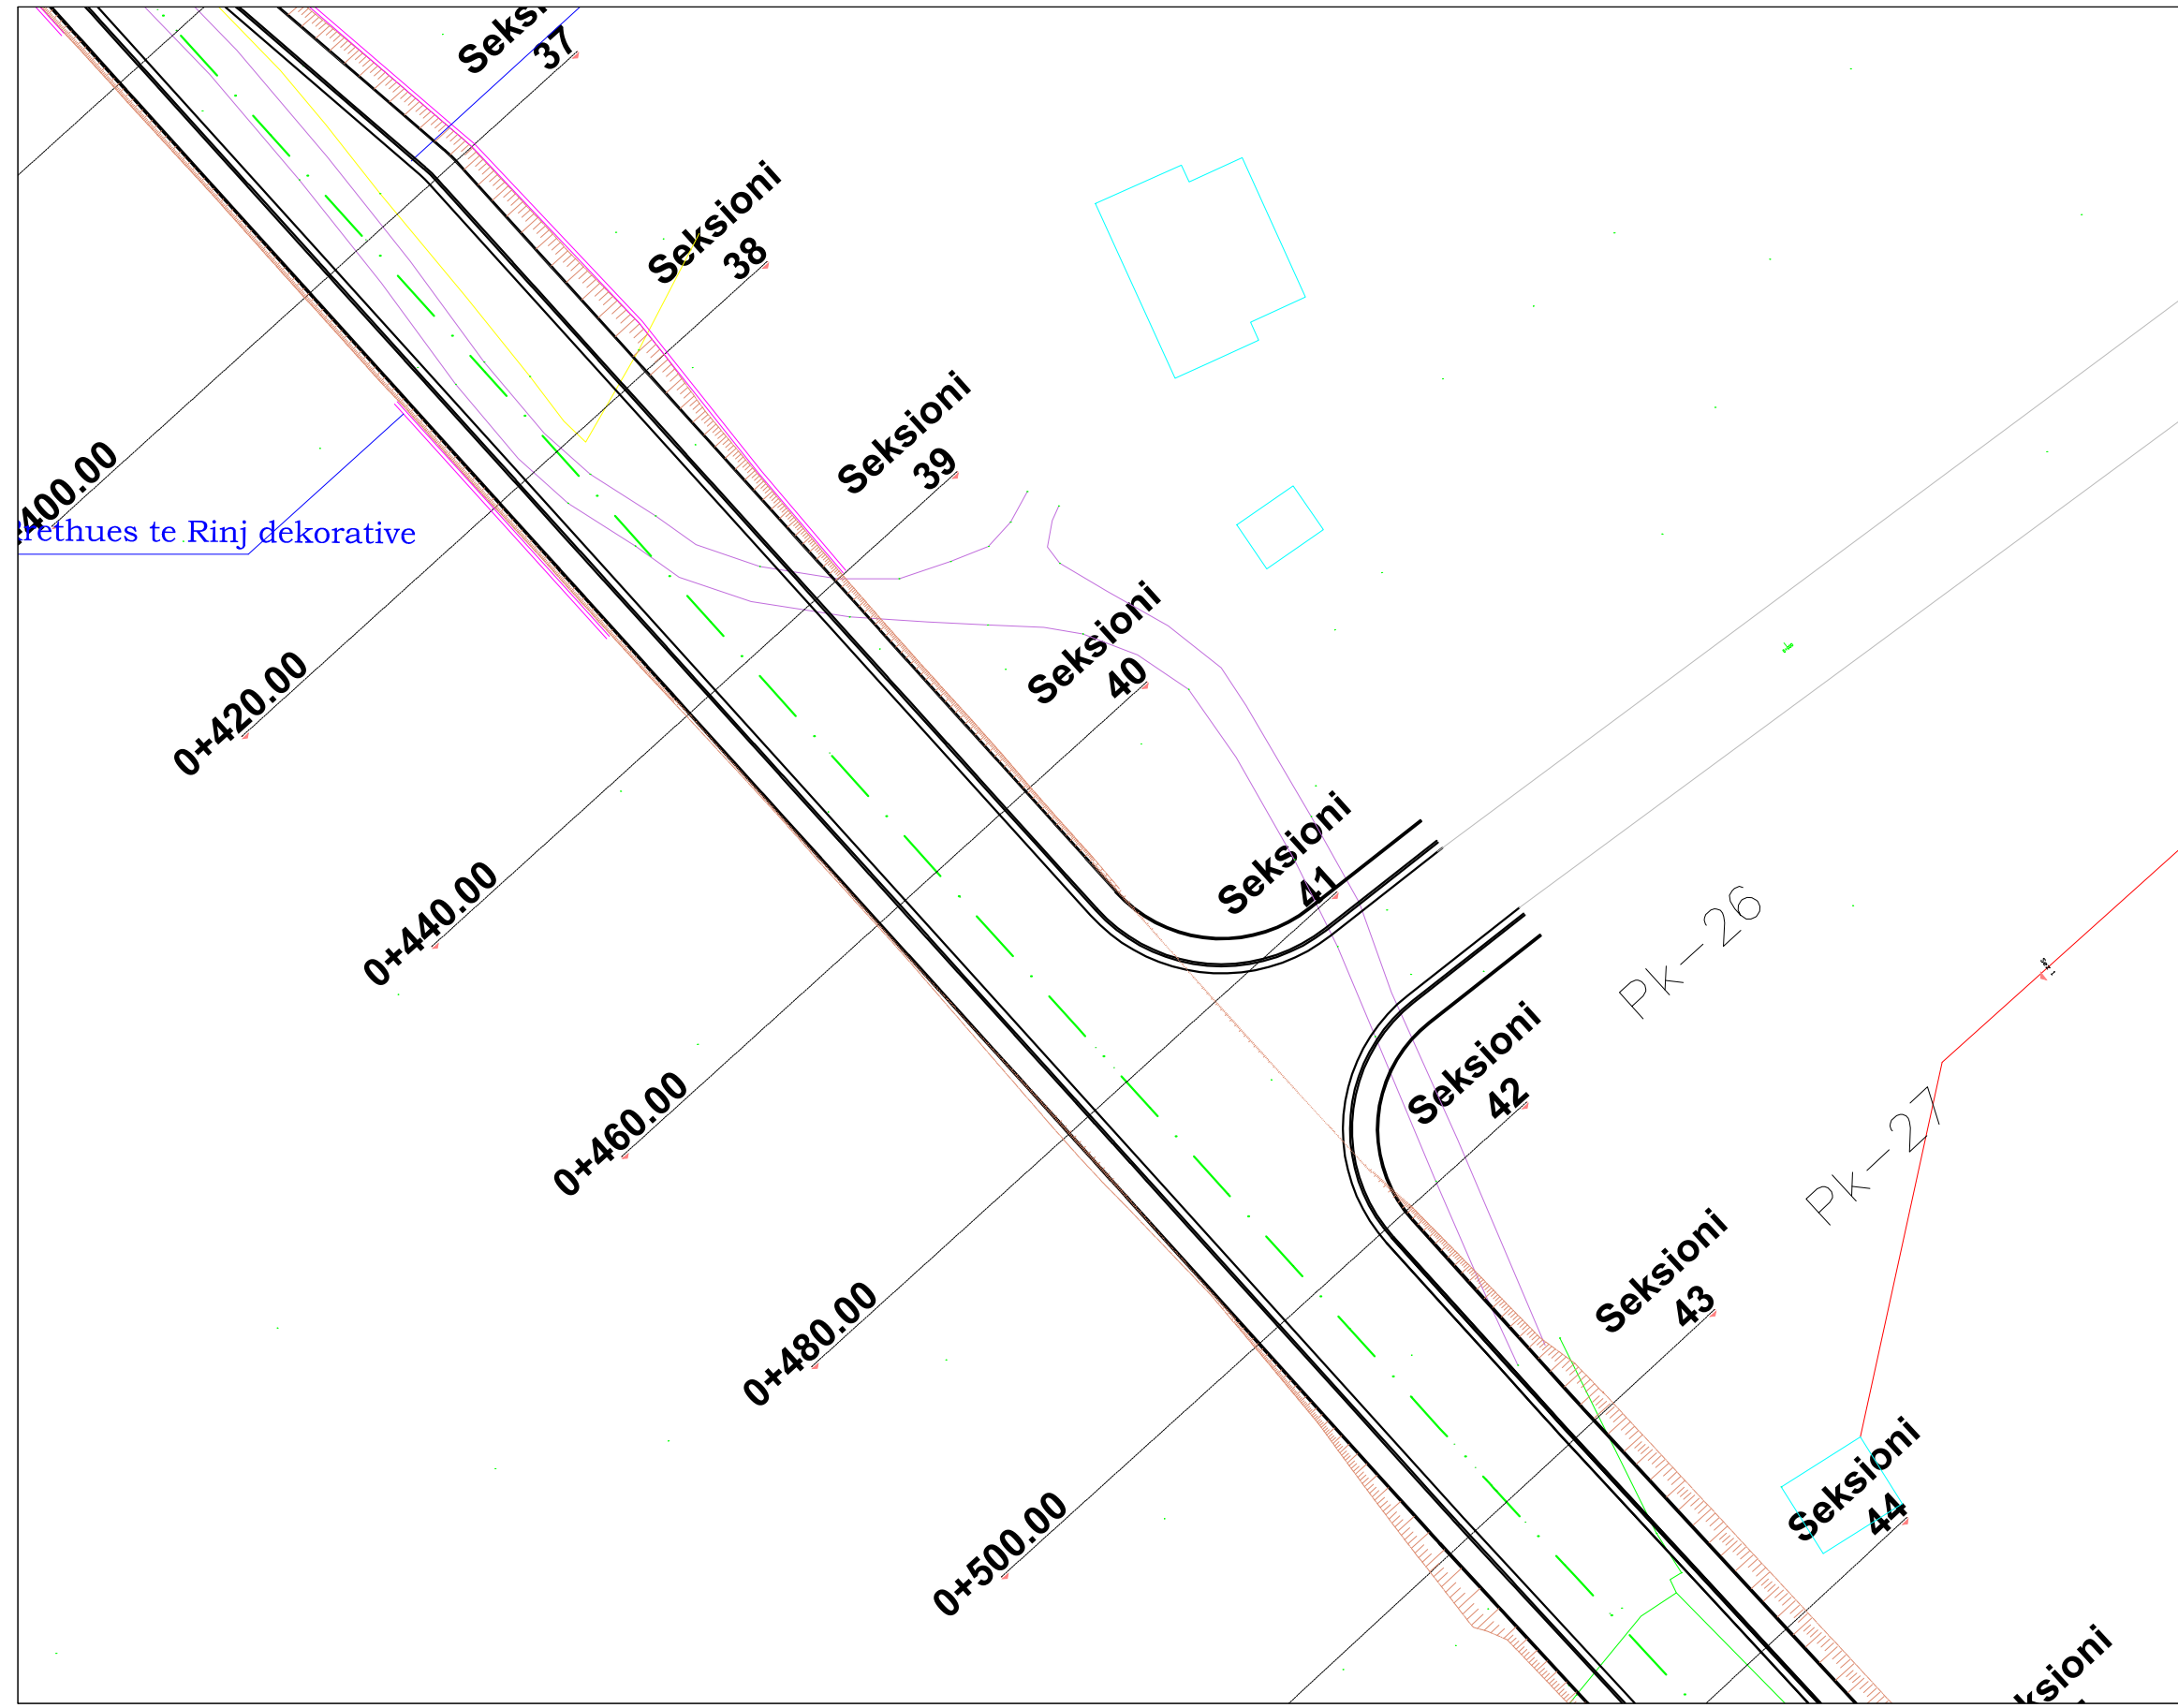 37
Seksioni
38
Seksioni
39
Seksioni
40
Seksioni
41
Seksioni
42
Seksioni
43
Seksioni
44
400.00
rethues te Rinj dekorative
0+420.00
0+440.00
0+460.00
0+480.00
0+500.00
Pk-26
Pk-27